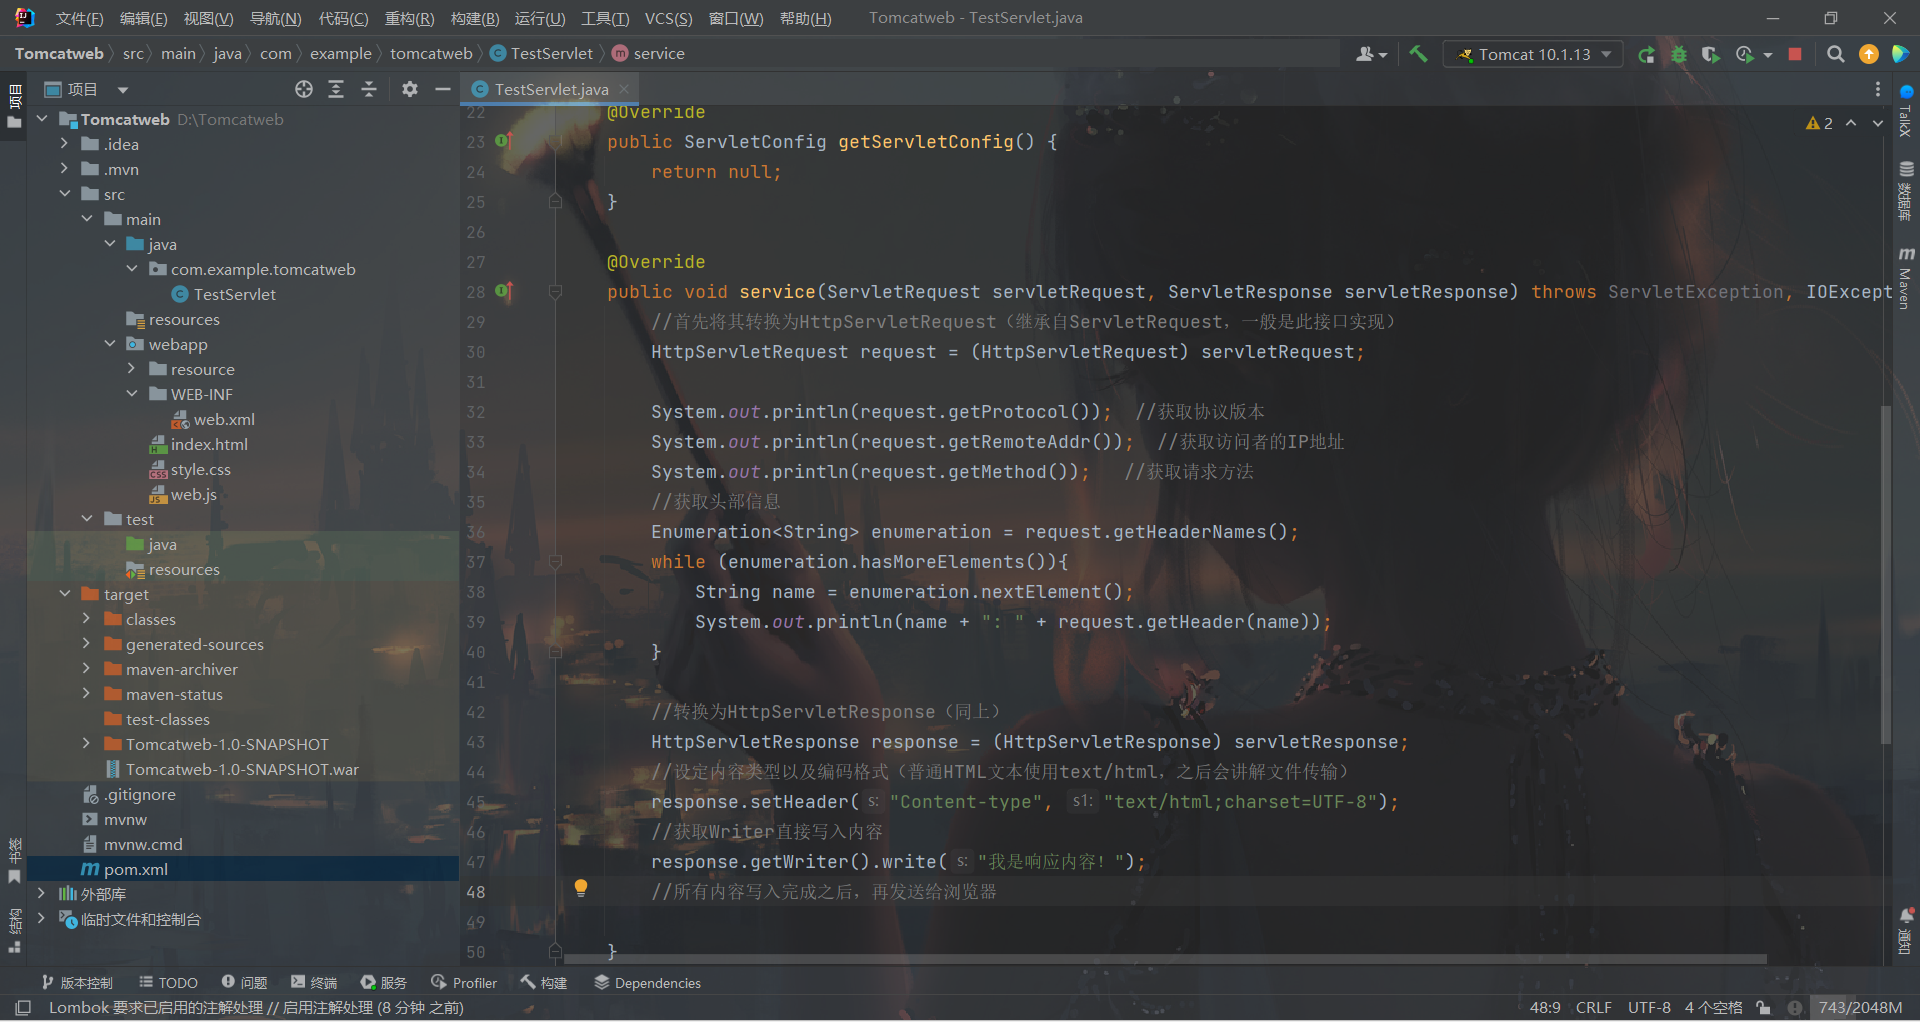 文件(F) 编辑(E) 视图(V) 导航(N) 代码(C) 重构(R) 构建(B) 运行(U) 工具(T) VCS(S) 窗口(W) 帮助(H) Tomcatweb - TestServlet.java
Tomcatweb src main java com example tomcatweb TestServlet service Tomcat 10.1.13
项目
项目
TestServlet.java
Tomcatweb D:\Tomcatweb
.idea
.mvn
src
main
java
com.example.tomcatweb
TestServlet
resources
webapp
resource
WEB-INF
web.xml
index.html
style.css
web.js
test
java
resources
target
classes
generated-sources
maven-archiver
maven-status
test-classes
Tomcatweb-1.0-SNAPSHOT
Tomcatweb-1.0-SNAPSHOT.war
.gitignore
mvnw
mvnw.cmd
pom.xml
外部库
临时文件和控制台
书签
结构
22 @Override
23 public ServletConfig getServletConfig() {
24 return null;
25 }
26
27 @Override
28 public void service(ServletRequest servletRequest, ServletResponse servletResponse) throws ServletException, IOExcept
29 //首先将其转换为HttpServletRequest（继承自ServletRequest，一般是此接口实现）
30 HttpServletRequest request = (HttpServletRequest) servletRequest;
31
32 System.out.println(request.getProtocol()); //获取协议版本
33 System.out.println(request.getRemoteAddr()); //获取访问者的IP地址
34 System.out.println(request.getMethod()); //获取请求方法
35 //获取头部信息
36 Enumeration<String> enumeration = request.getHeaderNames();
37 while (enumeration.hasMoreElements()){
38 String name = enumeration.nextElement();
39 System.out.println(name + ": " + request.getHeader(name));
40 }
41
42 //转换为HttpServletResponse（同上）
43 HttpServletResponse response = (HttpServletResponse) servletResponse;
44 //设定内容类型以及编码格式（普通HTML文本使用text/html，之后会讲解文件传输）
45 response.setHeader( s: "Content-type", s1: "text/html;charset=UTF-8");
46 //获取Writer直接写入内容
47 response.getWriter().write( s: "我是响应内容！");
48 //所有内容写入完成之后，再发送给浏览器
49
50 }
2
TalkX
数据库
Maven
通知
版本控制 TODO 问题 终端 服务 Profiler 构建 Dependencies
Lombok 要求已启用的注解处理 // 启用注解处理 (8 分钟 之前) 48:9 CRLF UTF-8 4 个空格 743/2048M